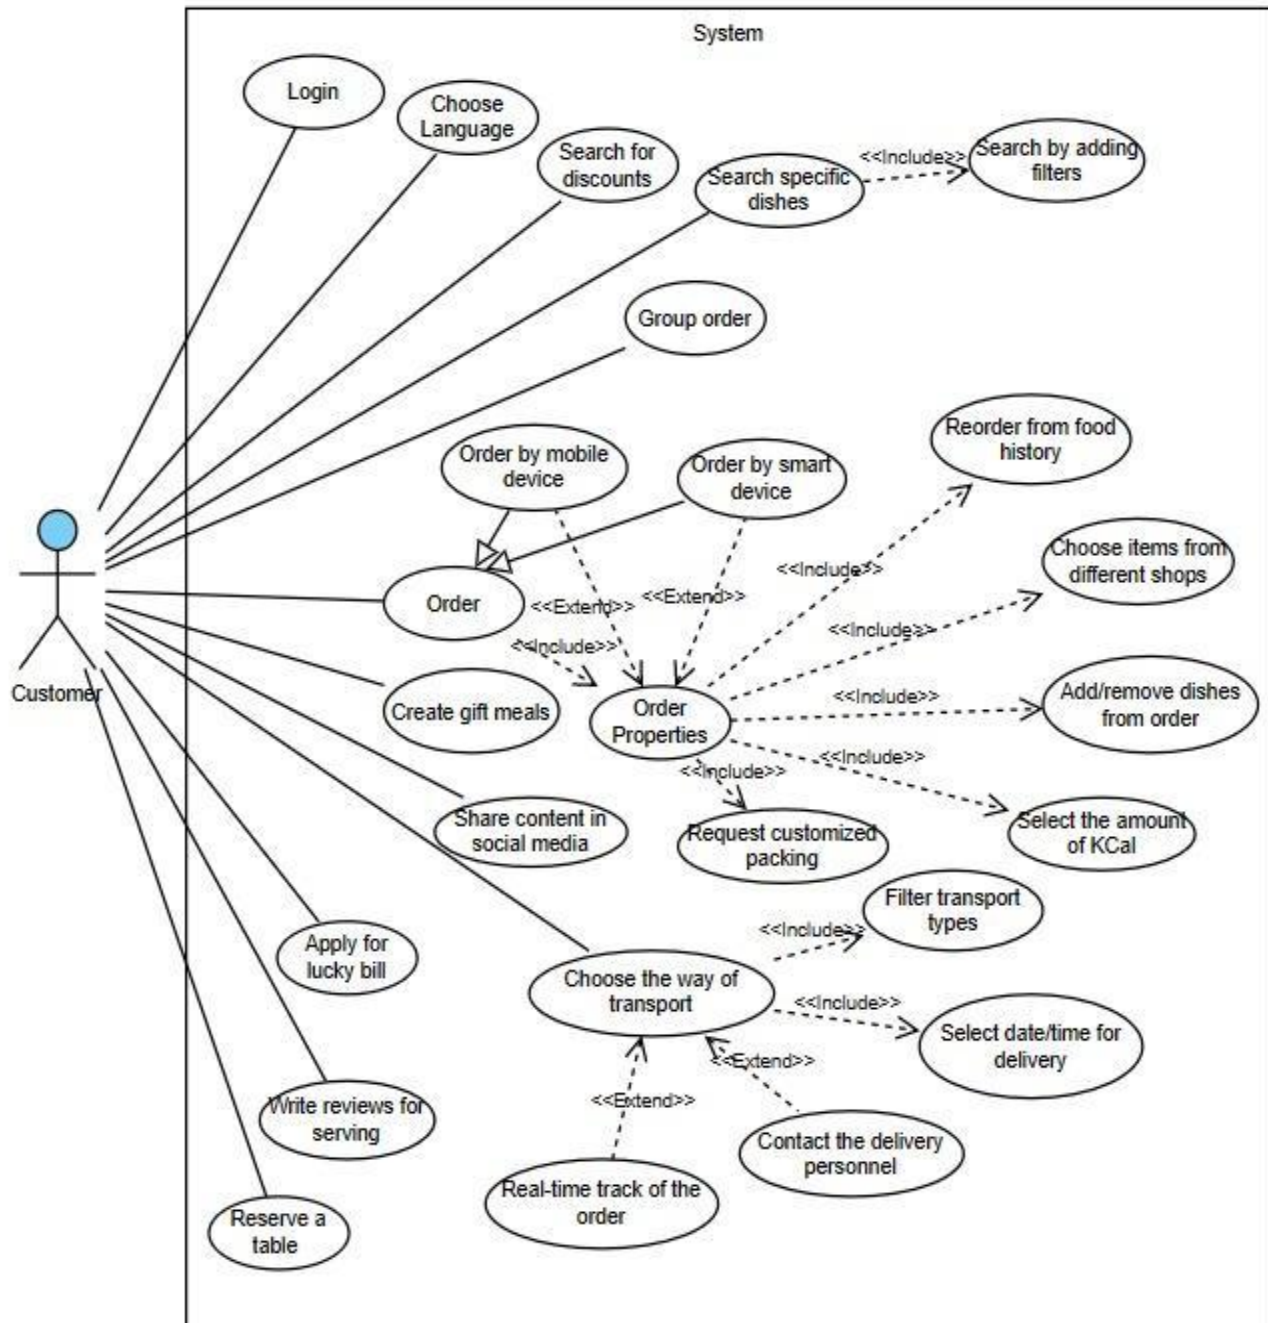 System
Login
Choose
Language
Search for
discounts
Search specific
dishes
<<Include>>
Search by adding
filters
Group order
Order by mobile
device
Order by smart
device
Reorder from food
history
<<Include>>
Choose items from
different shops
Order
<<Extend>>
<<Extend>>
<<Include>>
<<Include>>
Customer
Create gift meals
Order
Properties
<<Include>>
Add/remove dishes
from order
<<Include>>
<<Include>>
Share content in
social media
Request customized
packing
Select the amount
of KCal
Filter transport
types
<<Include>>
Apply for
lucky bill
Choose the way of
transport
<<Include>>
Select date/time for
delivery
<<Extend>>
<<Extend>>
Write reviews for
serving
Contact the delivery
personnel
Real-time track of the
order
Reserve a
table